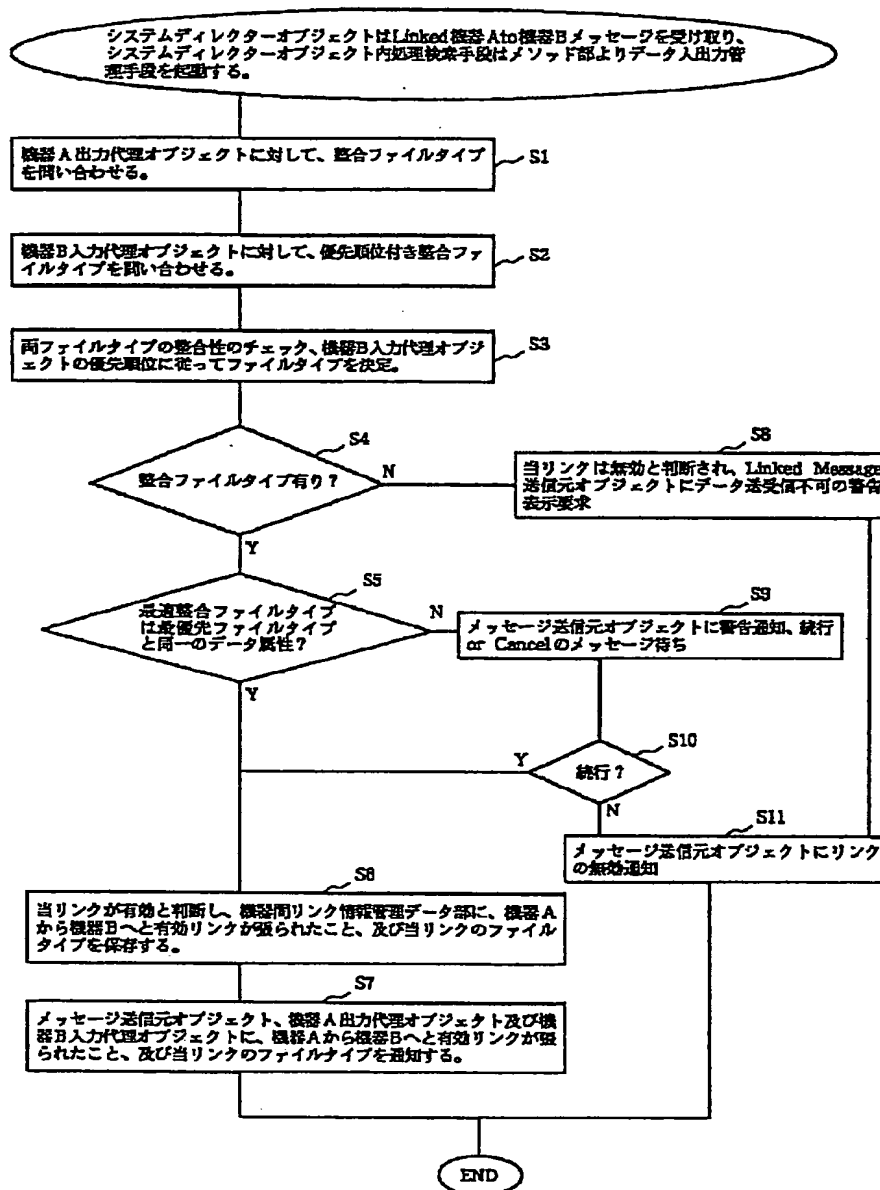 システムディレクターオブジェクトはLinked機器Ato機器Bメッセージを受け取り、
システムディレクターオブジェクト内処理検索手段はメソッド部よりデータ入出力管
理手段を起動する。
機器A出力代理オブジェクトに対して、整合ファイルタイプ
を問い合わせる。
S1
機器B入力代理オブジェクトに対して、優先順位付き整合ファ
イルタイプを問い合わせる。
S2
両ファイルタイプの整合性のチェック、機器B入力代理オブジ
ェクトの優先順位に従ってファイルタイプを決定。
S3
S4
整合ファイルタイプ有り?
N
Y
S8
当リンクは無効と判断され、Linked Message
送信元オブジェクトにデータ送受信不可の警告
表示要求
S5
最適整合ファイルタイプ
は最優先ファイルタイプ
と同一のデータ属性?
N
Y
S9
メッセージ送信元オブジェクトに警告通知、続行
or Cancelのメッセージ待ち
S10
続行?
Y
N
S11
メッセージ送信元オブジェクトにリンク
の無効通知
S6
当リンクが有効と判断し、機器間リンク情報管理データ部に、機器A
から機器Bへと有効リンクが張られたこと、及び当リンクのファイル
タイプを保存する。
S7
メッセージ送信元オブジェクト、機器A出力代理オブジェクト及び機
器B入力代理オブジェクトに、機器Aから機器Bへと有効リンクが張
られたこと、及び当リンクのファイルタイプを通知する。
END